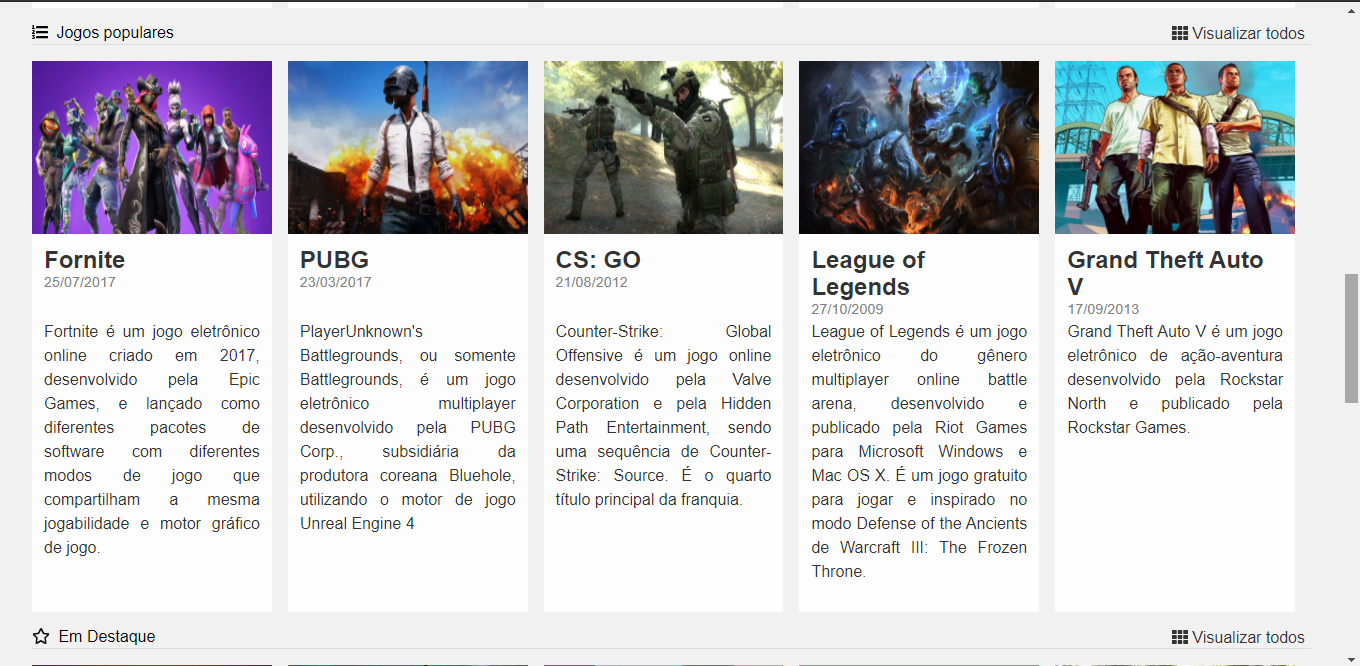 Jogos populares
Visualizar todos
Fornite
25/07/2017
Fortnite é um jogo eletrônico
online criado em 2017,
desenvolvido pela Epic
Games, e lançado como
diferentes pacotes de
software com diferentes
modos de jogo que
compartilham a mesma
jogabilidade e motor gráfico
de jogo.
PUBG
23/03/2017
PlayerUnknown's
Battlegrounds, ou somente
Battlegrounds, é um jogo
eletrônico multiplayer
desenvolvido pela PUBG
Corp., subsidiária da
produtora coreana Bluehole,
utilizando o motor de jogo
Unreal Engine 4
CS: GO
21/08/2012
Counter-Strike: Global
Offensive é um jogo online
desenvolvido pela Valve
Corporation e pela Hidden
Path Entertainment, sendo
uma sequência de Counter-
Strike: Source. É o quarto
título principal da franquia.
League of
Legends
27/10/2009
League of Legends é um jogo
eletrônico do gênero
multiplayer online battle
arena, desenvolvido e
publicado pela Riot Games
para Microsoft Windows e
Mac OS X. É um jogo gratuito
para jogar e inspirado no
modo Defense of the Ancients
de Warcraft III: The Frozen
Throne.
Grand Theft Auto
V
17/09/2013
Grand Theft Auto V é um jogo
eletrônico de ação-aventura
desenvolvido pela Rockstar
North e publicado pela
Rockstar Games.
Em Destaque
Visualizar todos